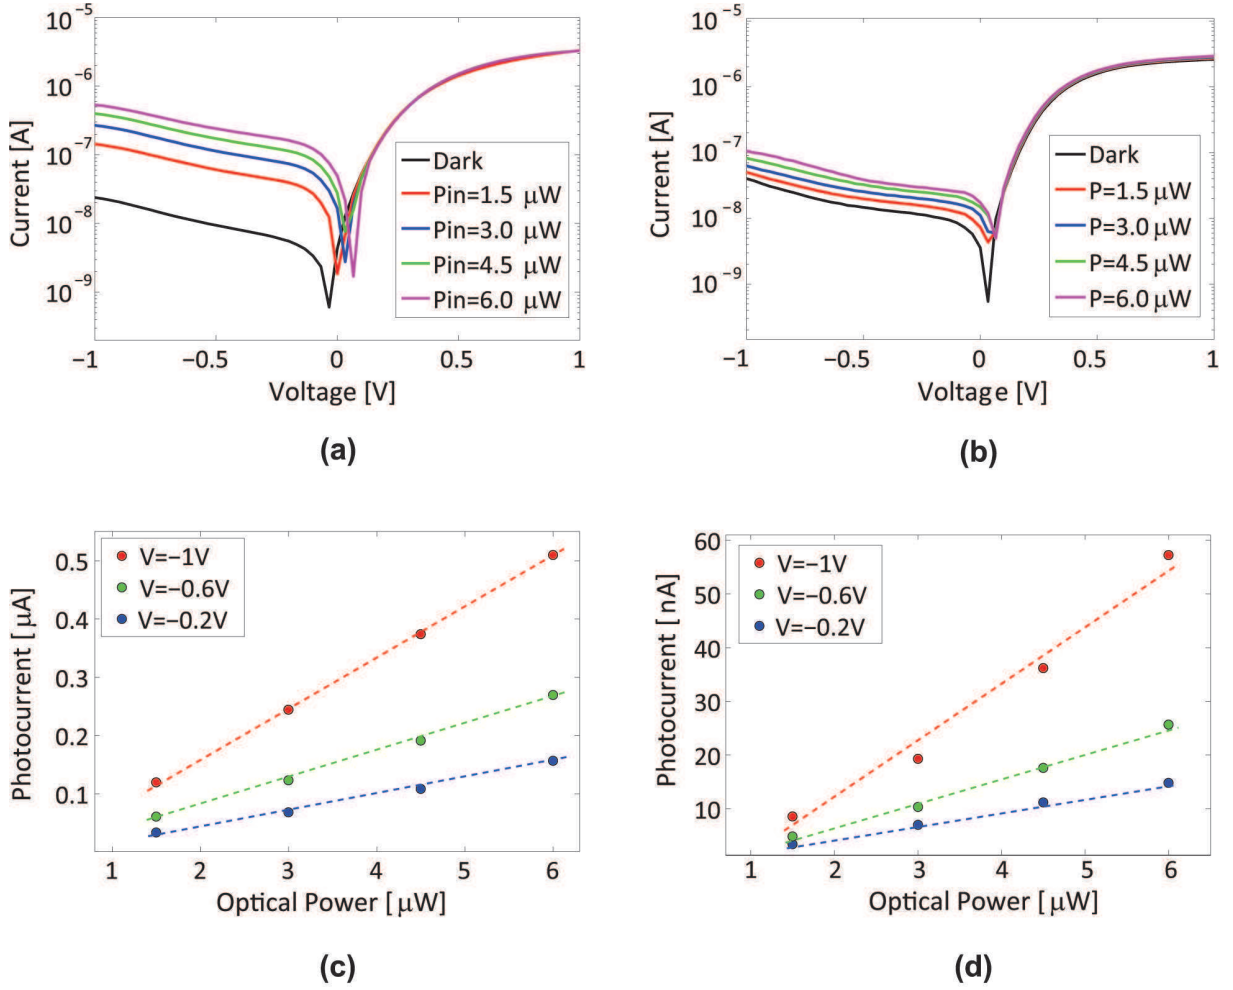 10⁻⁵
10⁻⁶
10⁻⁷
10⁻⁸
10⁻⁹
Current [A]
Dark
Pin=1.5 μW
Pin=3.0 μW
Pin=4.5 μW
Pin=6.0 μW
−1 −0.5 0 0.5 1
Voltage [V]
(a)
10⁻⁵
10⁻⁶
10⁻⁷
10⁻⁸
10⁻⁹
Current [A]
Dark
P=1.5 μW
P=3.0 μW
P=4.5 μW
P=6.0 μW
−1 −0.5 0 0.5 1
Voltage [V]
(b)
V=−1V
V=−0.6V
V=−0.2V
0.5
0.4
0.3
0.2
0.1
Photocurrent [ μA]
1 2 3 4 5 6
Optical Power [ μW]
(c)
V=−1V
V=−0.6V
V=−0.2V
60
50
40
30
20
10
Photocurrent [ nA]
1 2 3 4 5 6
Optical Power [ μW]
(d)